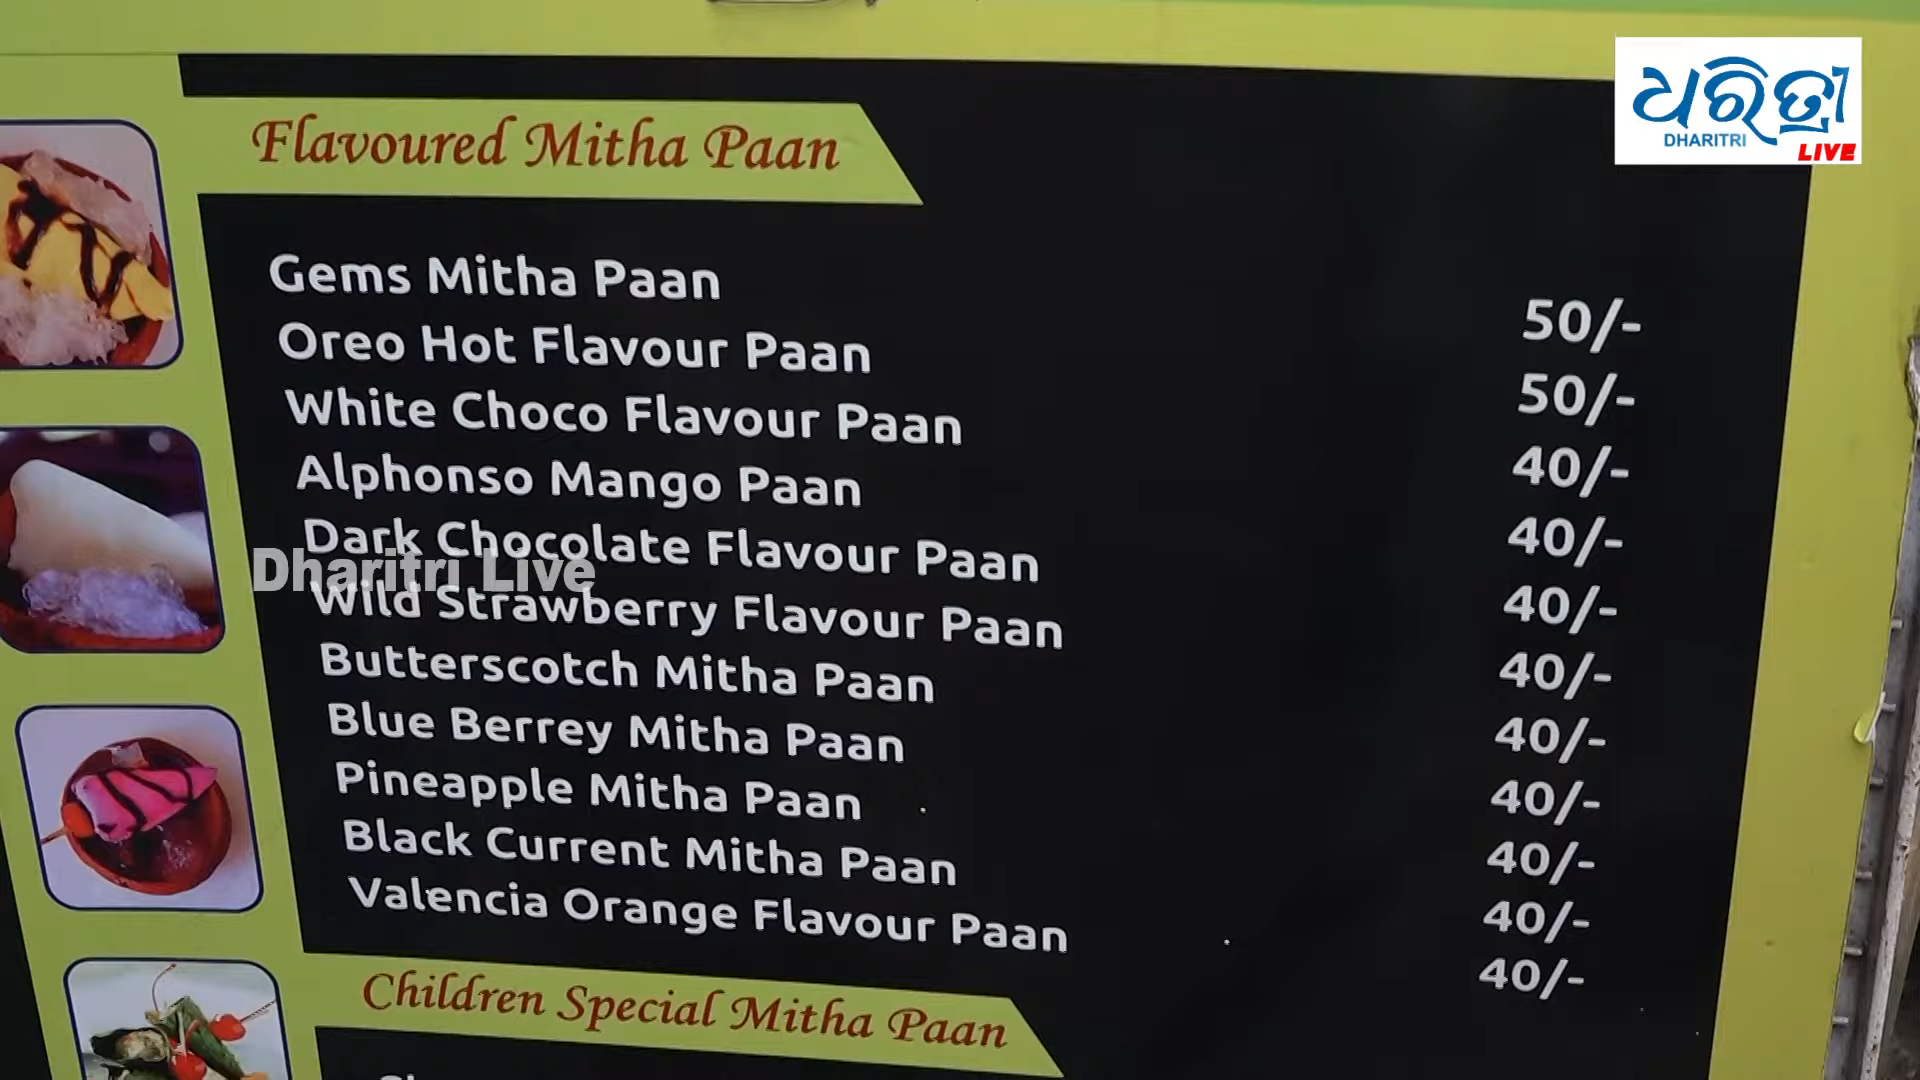 ଧରିତ୍ରୀ
DHARITRI
LIVE
Flavoured Mitha Paan
Gems Mitha Paan 50/-
Oreo Hot Flavour Paan 50/-
White Choco Flavour Paan 40/-
Alphonso Mango Paan 40/-
Dark Chocolate Flavour Paan 40/-
Dharitri Live
Wild Strawberry Flavour Paan 40/-
Butterscotch Mitha Paan 40/-
Blue Berrey Mitha Paan 40/-
Pineapple Mitha Paan 40/-
Black Current Mitha Paan 40/-
Valencia Orange Flavour Paan 40/-
Children Special Mitha Paan